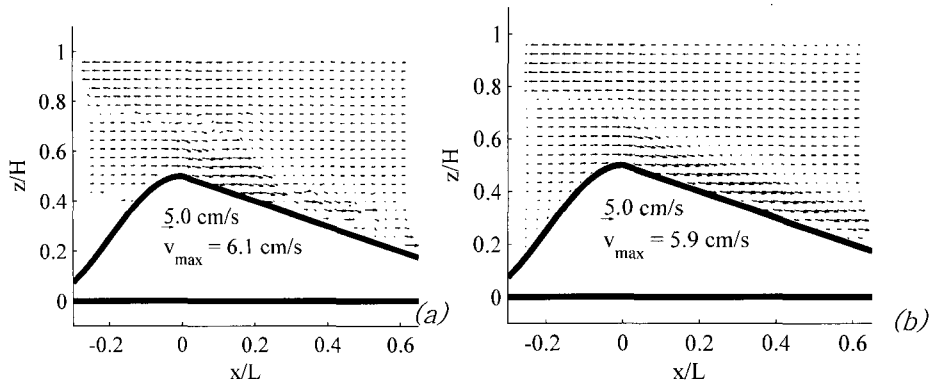 1
0.8
0.6
0.4
0.2
0
z/H
5.0 cm/s
v_max = 6.1 cm/s
-0.2 0 0.2 0.4 0.6
x/L
(a)
1
0.8
0.6
0.4
0.2
0
z/H
5.0 cm/s
v_max = 5.9 cm/s
-0.2 0 0.2 0.4 0.6
x/L
(b)